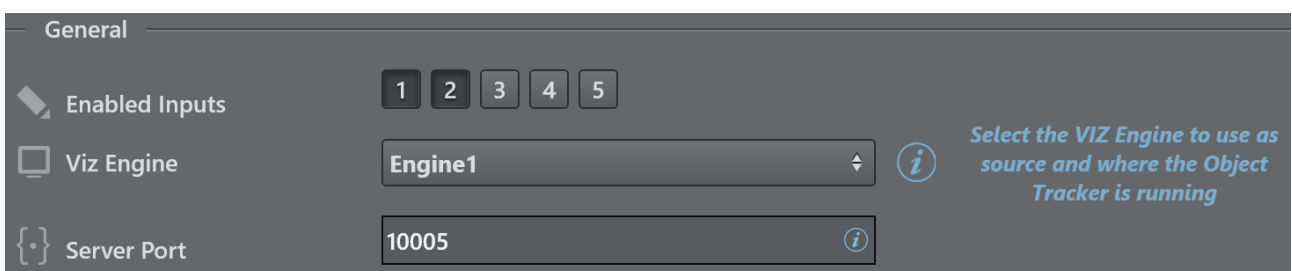 General
Enabled Inputs
1 2 3 4 5
Viz Engine
Engine1
Select the VIZ Engine to use as
source and where the Object
Tracker is running
Server Port
10005